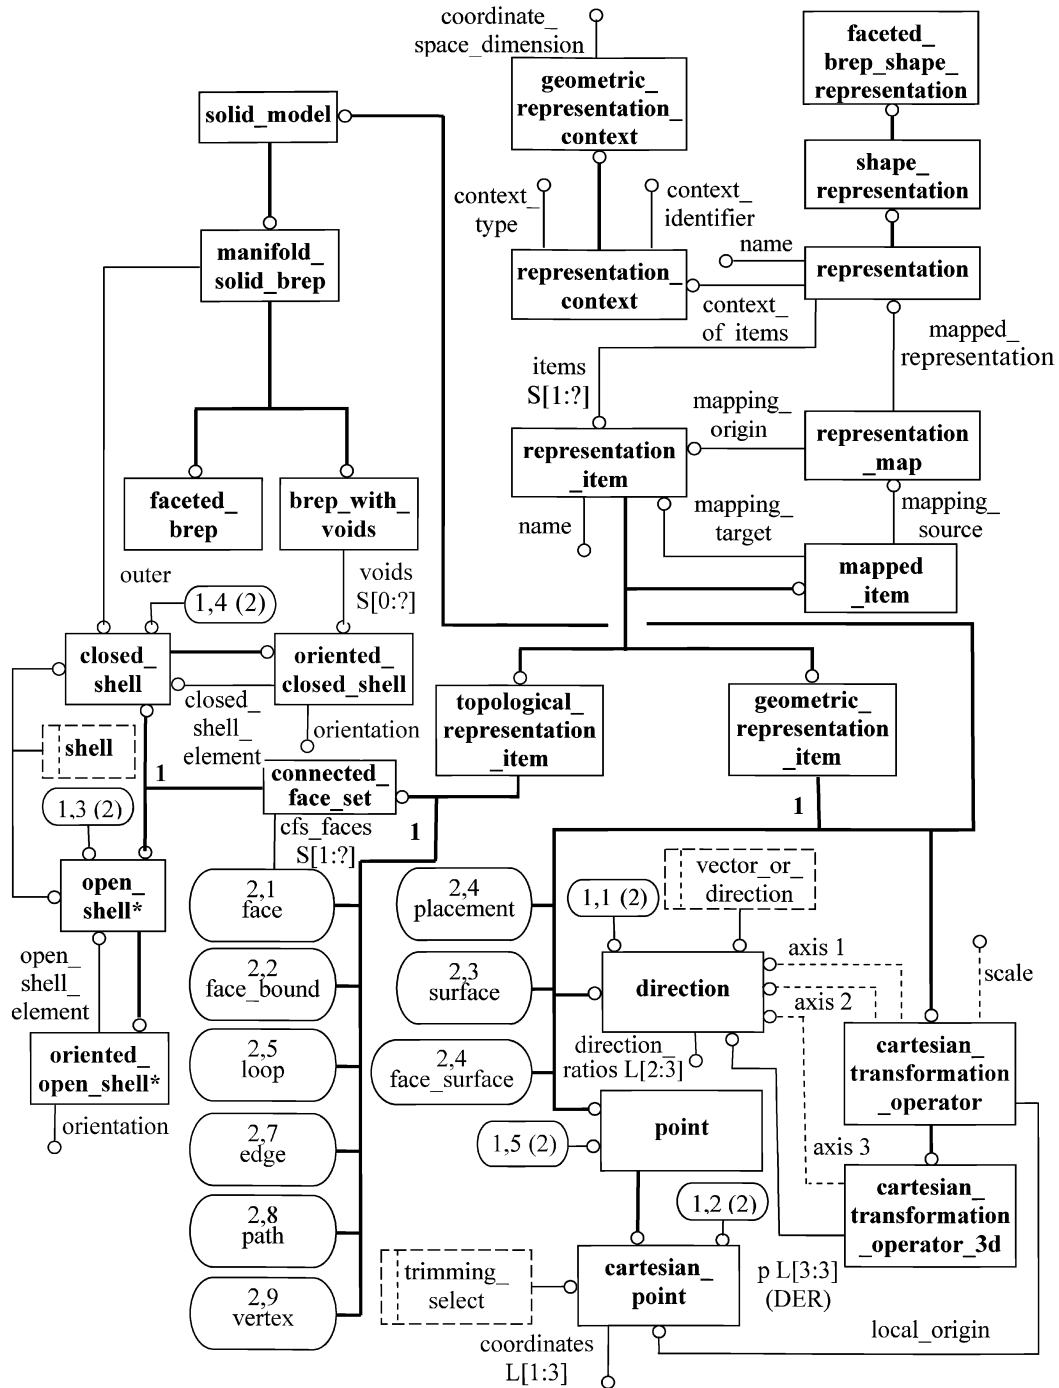 coordinate_
space_dimension
geometric_
representation_
context
faceted_
brep_shape_
representation
solid_model
shape_
representation
context_
type
context_
identifier
name
manifold_
solid_brep
representation_
context
representation
context_
of items
mapped_
representation
items
S[1:?]
mapping_
origin
representation
_item
representation
_map
faceted_
brep
brep_with_
voids
name
mapping_
target
mapping_
source
mapped
_item
outer
1,4 (2)
voids
S[0:?]
closed_
shell
oriented_
closed_shell
closed_
shell_
element
orientation
topological_
representation
_item
geometric_
representation
_item
shell
1
connected_
face_set
1
1
1,3 (2)
cfs_faces
S[1:?]
open_
shell*
2,1
face
2,4
placement
1,1 (2)
vector_or_
direction
open_
shell_
element
2,2
face_bound
2,3
surface
direction
axis 1
axis 2
scale
oriented_
open_shell*
2,5
loop
2,4
face_surface
direction_
ratios L[2:3]
cartesian_
transformation
_operator
orientation
2,7
edge
1,5 (2)
point
axis 3
2,8
path
1,2 (2)
cartesian_
transformation
_operator_3d
2,9
vertex
trimming_
select
cartesian_
point
p L[3:3]
(DER)
coordinates
L[1:3]
local_origin